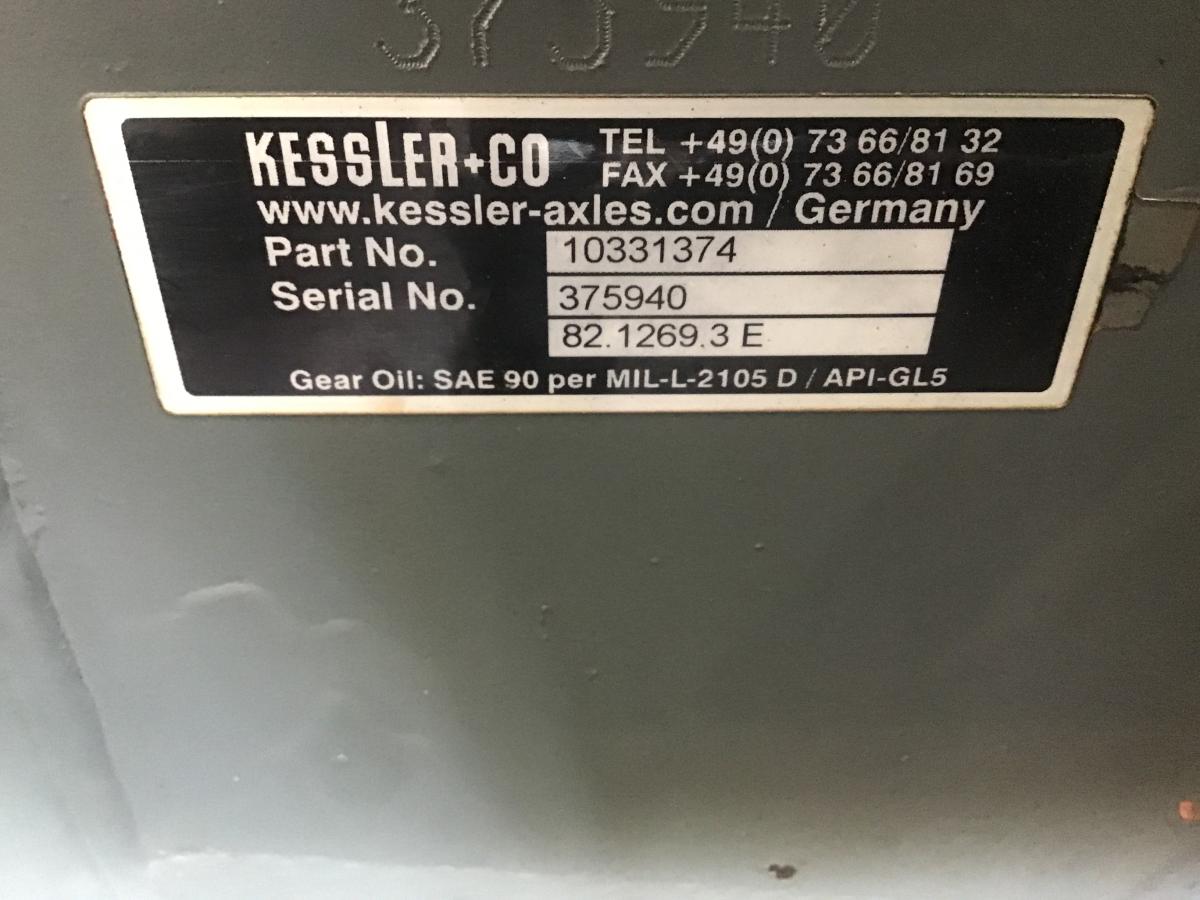 375940
KESSLER+CO TEL +49(0) 73 66/81 32
FAX +49(0) 73 66/81 69
www.kessler-axles.com / Germany
Part No. 10331374
Serial No. 375940
82.1269.3 E
Gear Oil: SAE 90 per MIL-L-2105 D / API-GL5